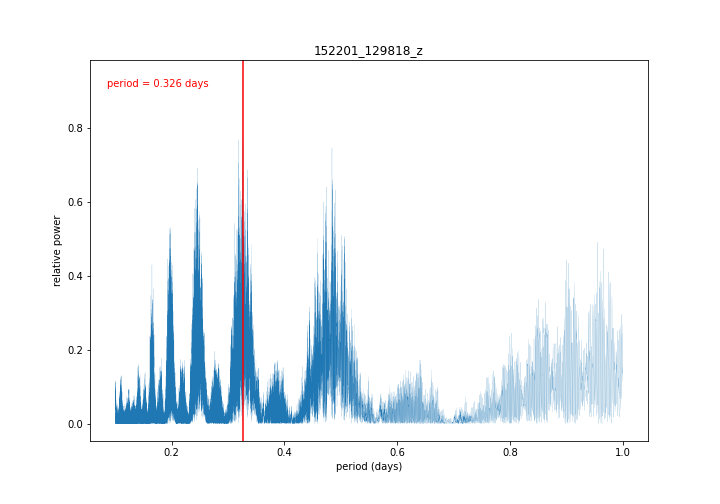 152201_129818_z
period = 0.326 days
relative power
0.8
0.6
0.4
0.2
0.0
0.2 0.4 0.6 0.8 1.0
period (days)